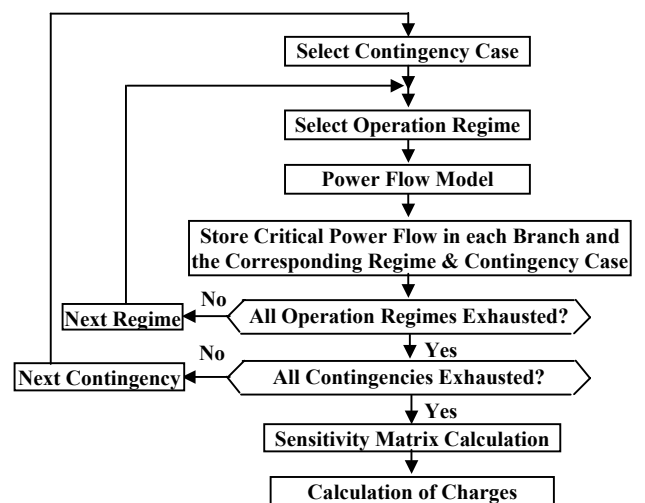 Select Contingency Case
Select Operation Regime
Power Flow Model
Store Critical Power Flow in each Branch and
the Corresponding Regime & Contingency Case
No
Next Regime
All Operation Regimes Exhausted?
Yes
No
Next Contingency
All Contingencies Exhausted?
Yes
Sensitivity Matrix Calculation
Calculation of Charges